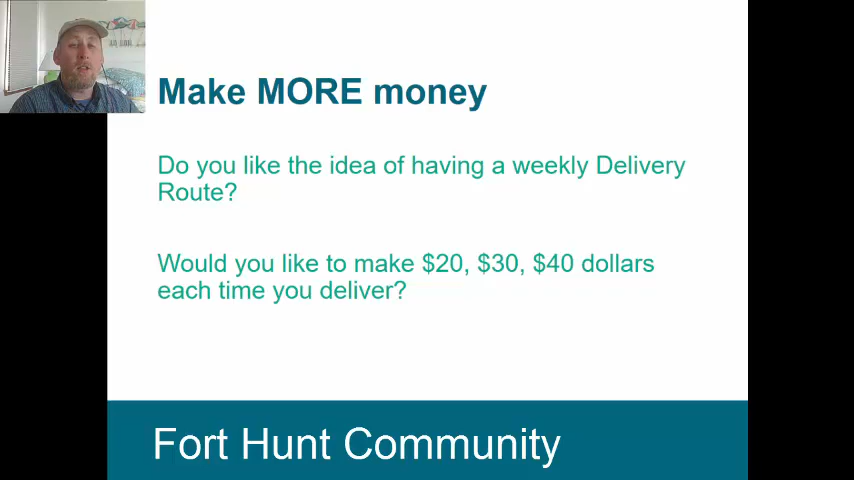 Make MORE money
Do you like the idea of having a weekly Delivery
Route?
Would you like to make $20, $30, $40 dollars
each time you deliver?
Fort Hunt Community